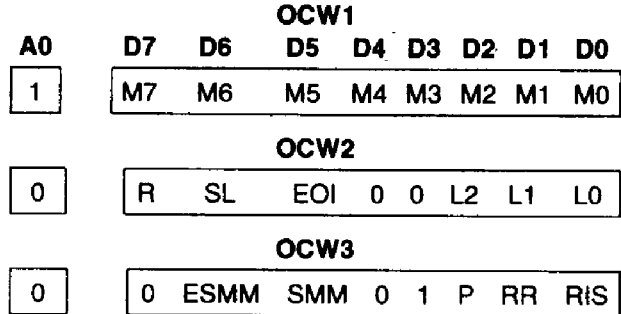 OCW1
A0 D7 D6 D5 D4 D3 D2 D1 D0
1 M7 M6 M5 M4 M3 M2 M1 M0
OCW2
0 R SL EOI 0 0 L2 L1 L0
OCW3
0 0 ESMM SMM 0 1 P RR RIS